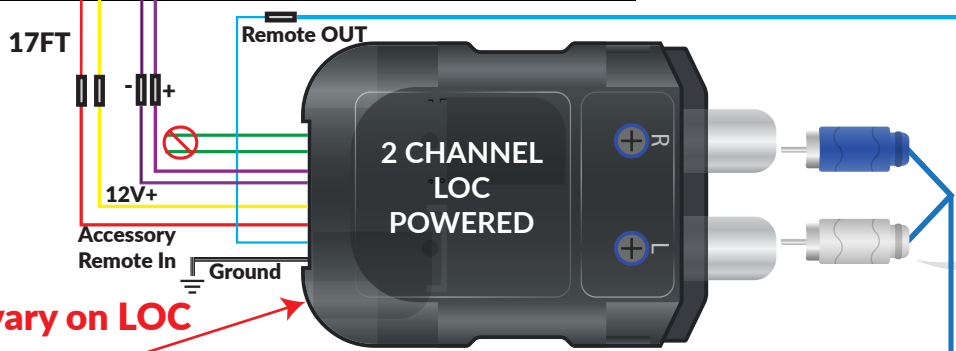 17FT
Remote OUT
- +
12V+
Accessory
Remote In
Ground
vary on LOC
2 CHANNEL
LOC
POWERED
R
L